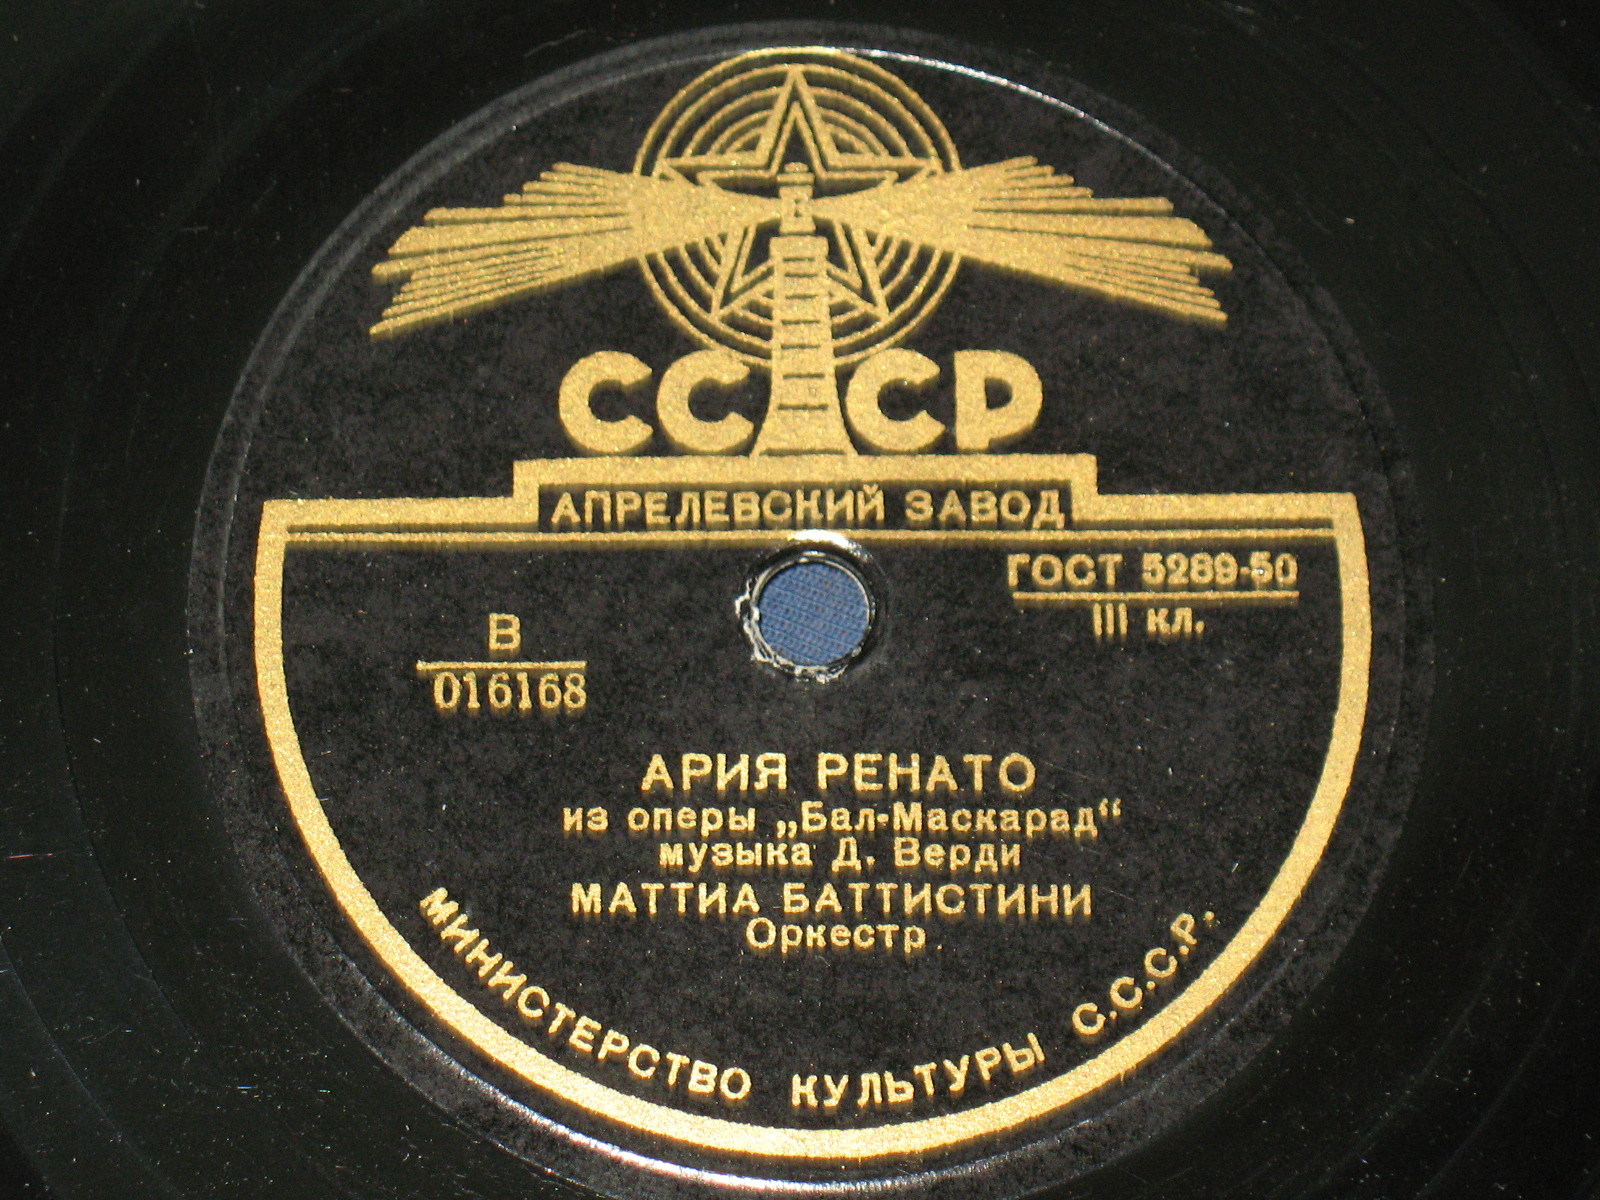 СССР
АПРЕЛЕВСКИЙ ЗАВОД
ГОСТ 5289-50
III кл.
В
016168
АРИЯ РЕНАТО
из оперы „Бал-Маскарад“
музыка Д. Верди
МАТТИА БАТТИСТИНИ
Оркестр
МИНИСТЕРСТВО КУЛЬТУРЫ С.С.С.Р.